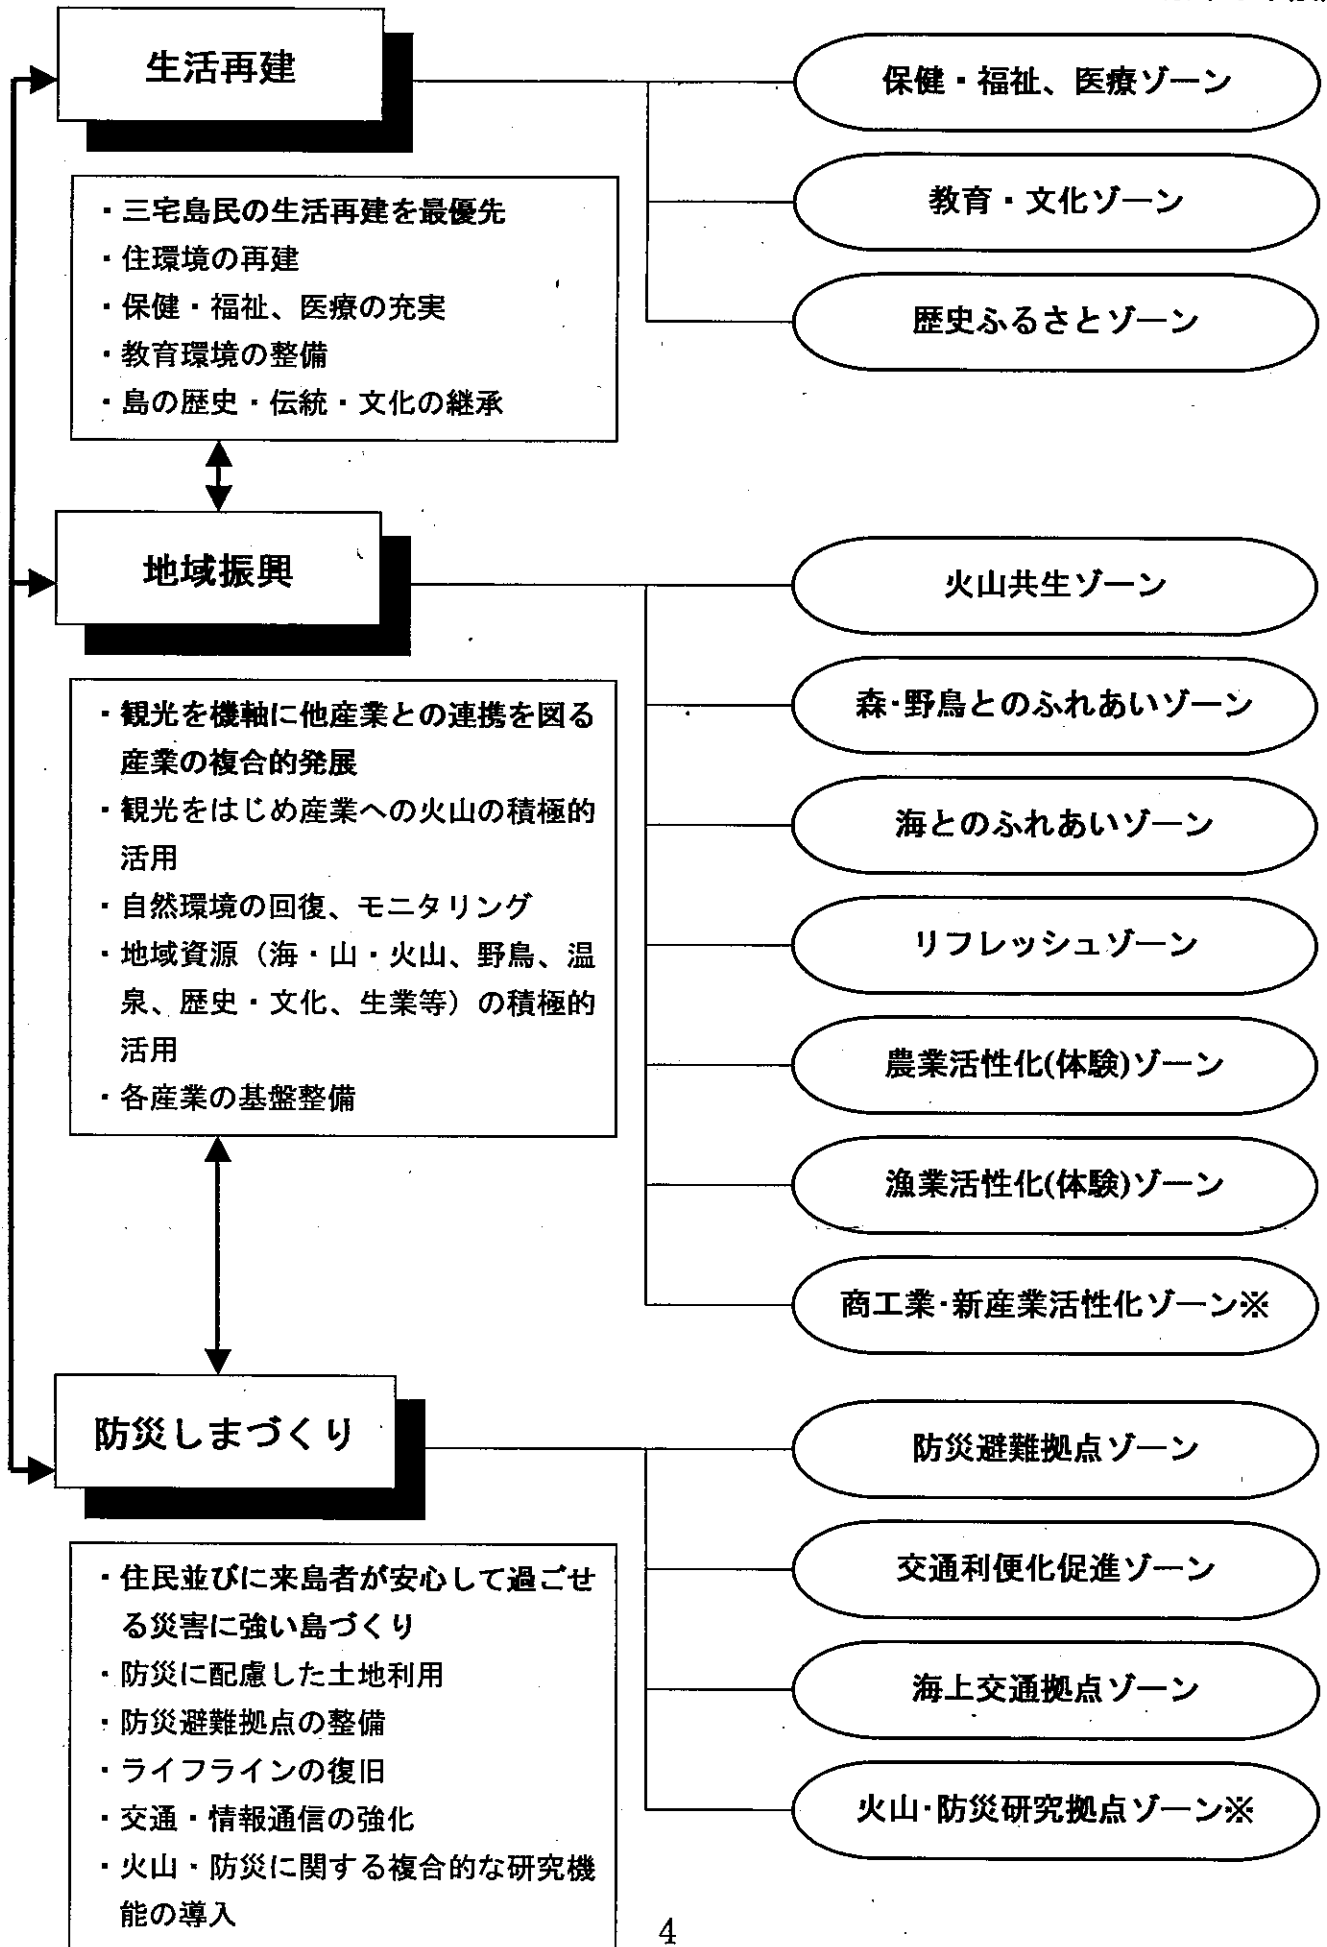 生活再建
・三宅島民の生活再建を最優先
・住環境の再建
・保健・福祉、医療の充実
・教育環境の整備
・島の歴史・伝統・文化の継承
保健・福祉、医療ゾーン
教育・文化ゾーン
歴史ふるさとゾーン
地域振興
・観光を機軸に他産業との連携を図る
産業の複合的発展
・観光をはじめ産業への火山の積極的
活用
・自然環境の回復、モニタリング
・地域資源（海・山・火山、野鳥、温
泉、歴史・文化、生業等）の積極的
活用
・各産業の基盤整備
火山共生ゾーン
森・野鳥とのふれあいゾーン
海とのふれあいゾーン
リフレッシュゾーン
農業活性化(体験)ゾーン
漁業活性化(体験)ゾーン
商工業・新産業活性化ゾーン※
防災しまづくり
・住民並びに来島者が安心して過ごせ
る災害に強い島づくり
・防災に配慮した土地利用
・防災避難拠点の整備
・ライフラインの復旧
・交通・情報通信の強化
・火山・防災に関する複合的な研究機
能の導入
防災避難拠点ゾーン
交通利便化促進ゾーン
海上交通拠点ゾーン
火山・防災研究拠点ゾーン※
4